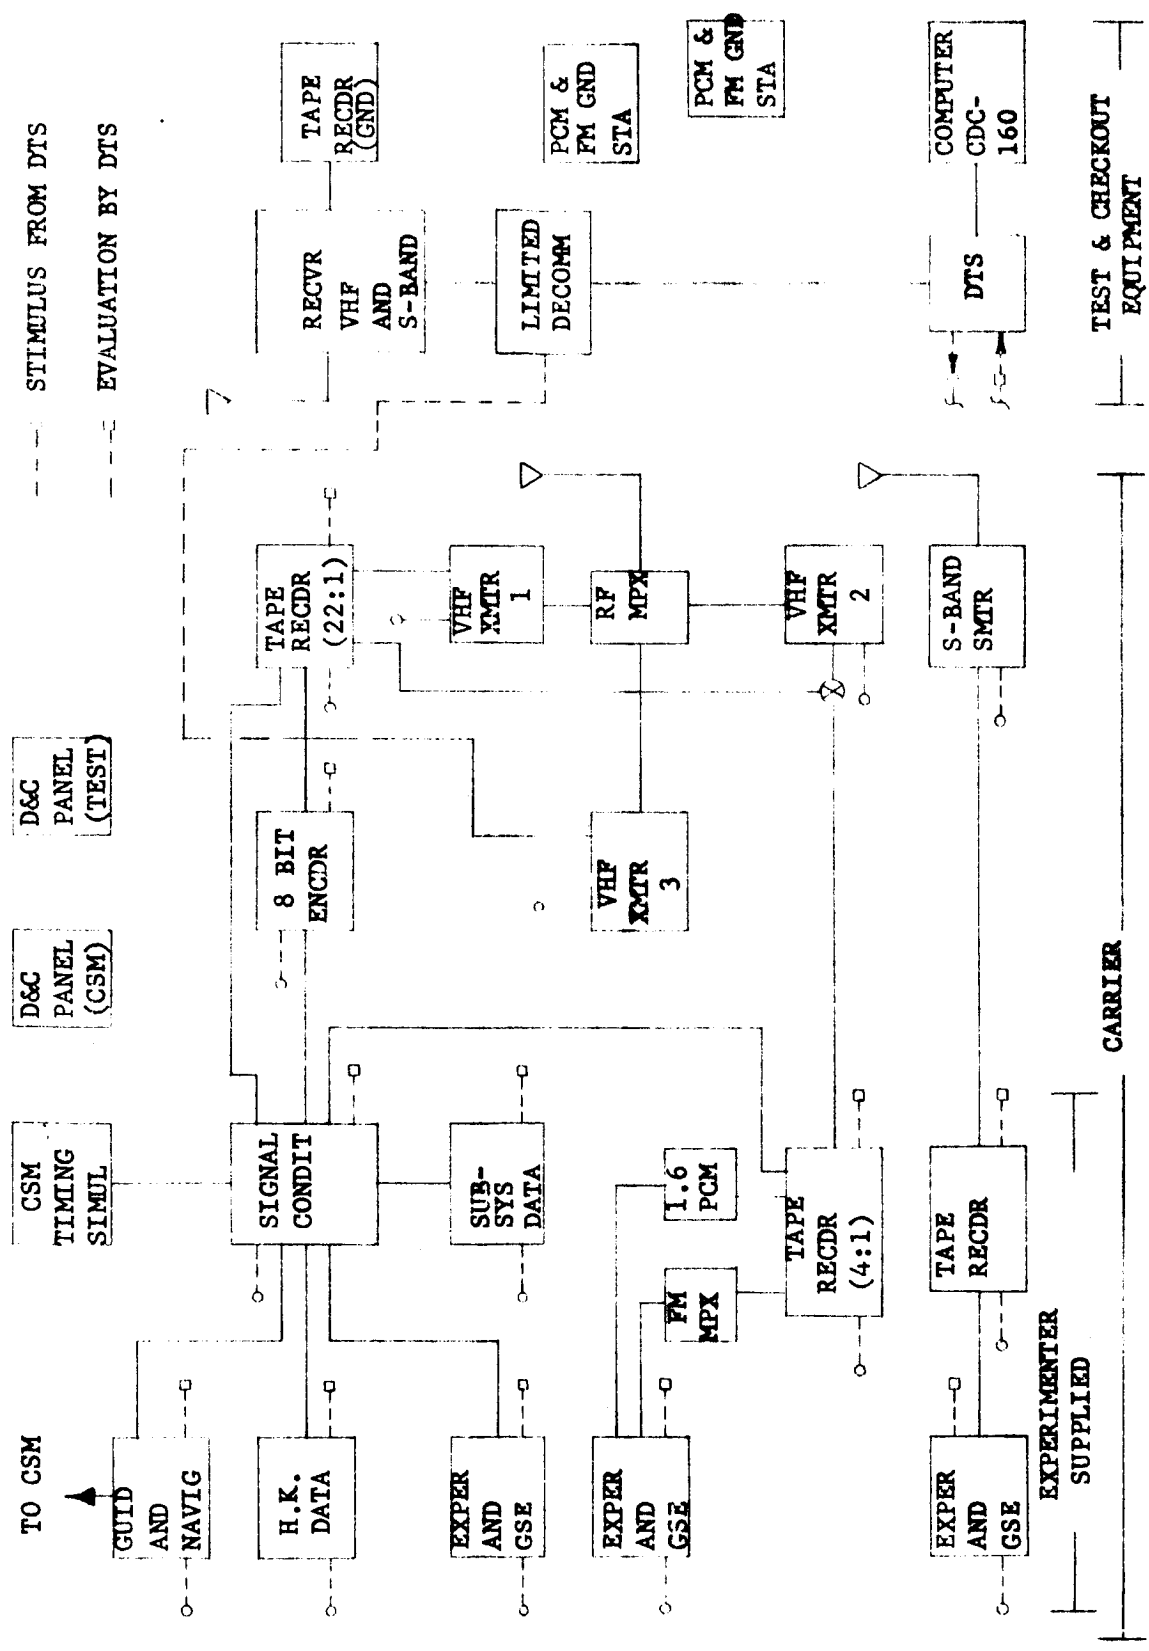 STIMULUS FROM DTS
EVALUATION BY DTS
TO CSM
CSM
TIMING
SIMUL
D&C
PANEL
(CSM)
D&C
PANEL
(TEST)
GUID
AND
NAVIG
H.K.
DATA
EXPER
AND
GSE
EXPER
AND
GSE
EXPER
AND
GSE
SIGNAL
CONDIT
SUB-
SYS
DATA
FM
MPX
1.6
PCM
TAPE
RECDR
(4:1)
TAPE
RECDR
8 BIT
ENCDR
VHF
XMTR
3
TAPE
RECDR
(22:1)
VHF
XMTR
1
RF
MPX
VHF
XMTR
2
S-BAND
SMTR
RECVR
VHF
AND
S-BAND
LIMITED
DECOMM
DTS
TAPE
RECDR
(GND)
PCM &
FM GND
STA
PCM &
FM GND
STA
COMPUTER
CDC-
160
EXPERIMENTER
SUPPLIED
CARRIER
TEST & CHECKOUT
EQUIPMENT